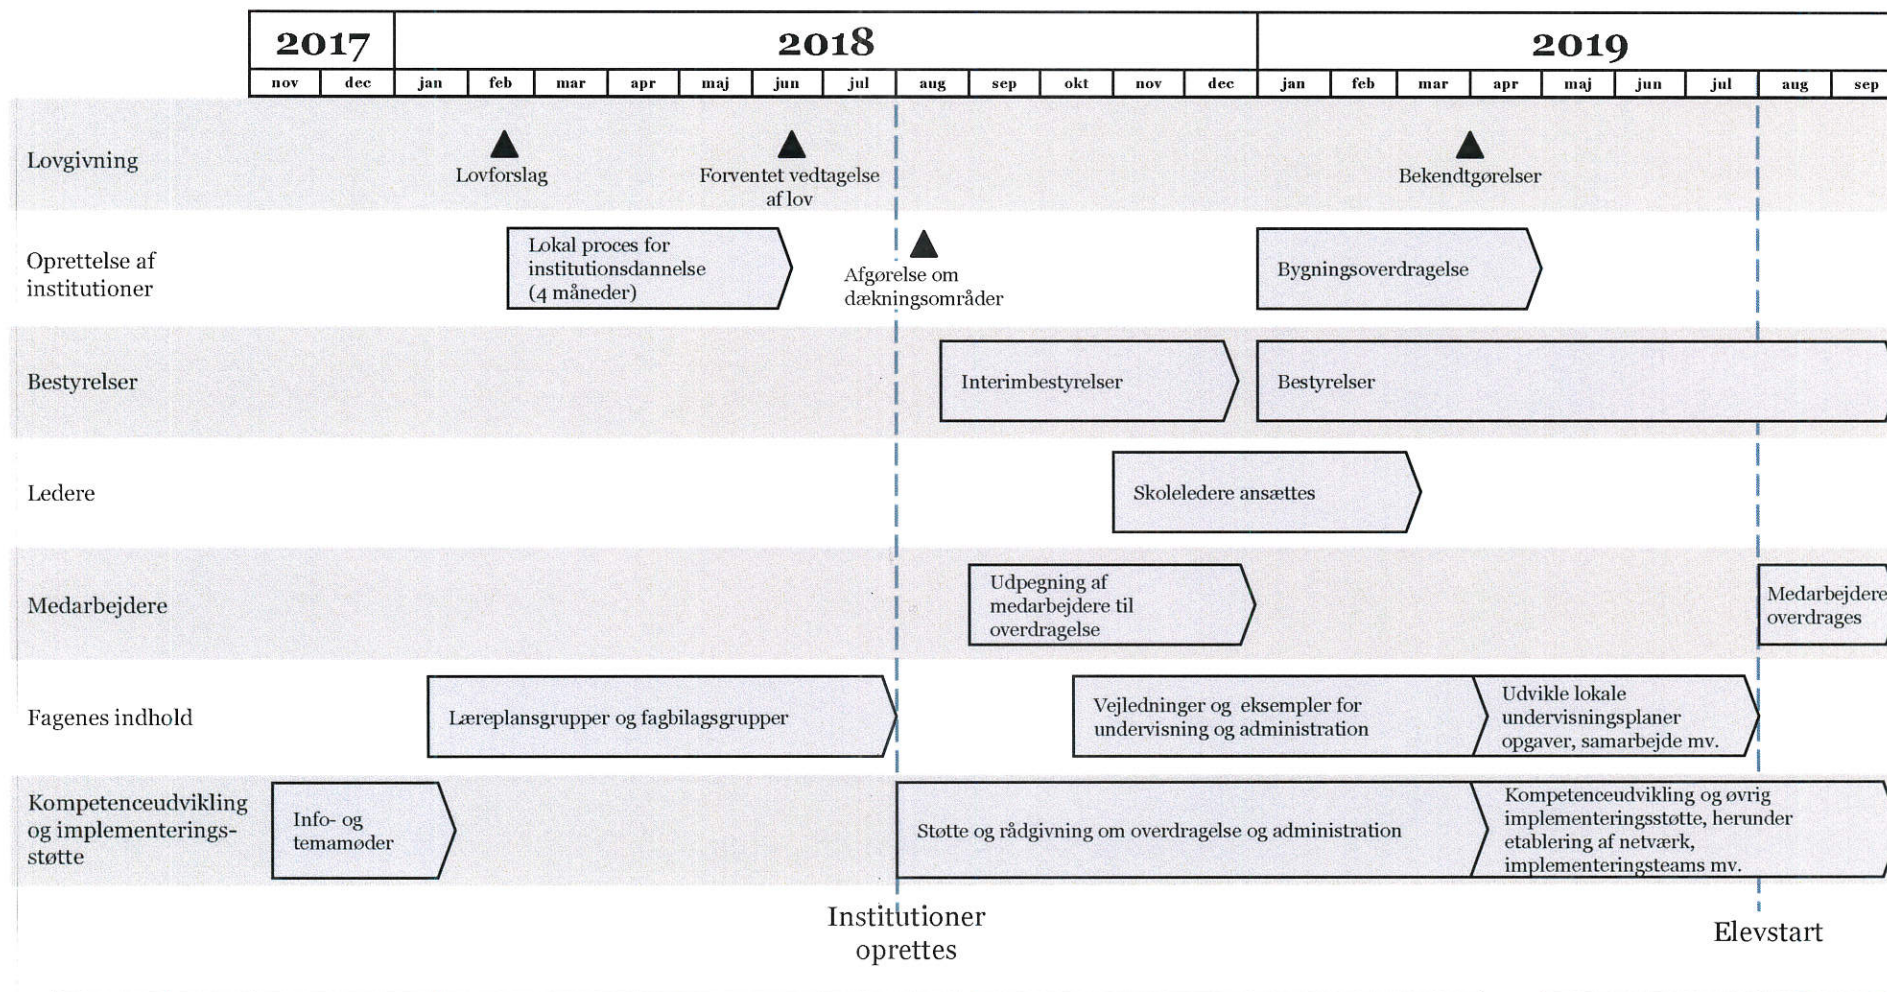 2017 2018 2019
nov dec jan feb mar apr maj jun jul aug sep okt nov dec jan feb mar apr maj jun jul aug sep
Lovgivning
Lovforslag
Forventet vedtagelse
af lov
Bekendtgørelser
Oprettelse af
institutioner
Lokal proces for
institutionsdannelse
(4 måneder)
Afgørelse om
dækningsområder
Bygningsoverdragelse
Bestyrelser
Interimbestyrelser
Bestyrelser
Ledere
Skoleledere ansættes
Medarbejdere
Udpegning af
medarbejdere til
overdragelse
Medarbejdere
overdrages
Fagenes indhold
Læreplansgrupper og fagbilagsgrupper
Vejledninger og eksempler for
undervisning og administration
Udvikle lokale
undervisningsplaner
opgaver, samarbejde mv.
Kompetenceudvikling
og implementerings-
støtte
Info- og
temamøder
Støtte og rådgivning om overdragelse og administration
Kompetenceudvikling og øvrig
implementeringsstøtte, herunder
etablering af netværk,
implementeringsteams mv.
Institutioner
oprettes
Elevstart